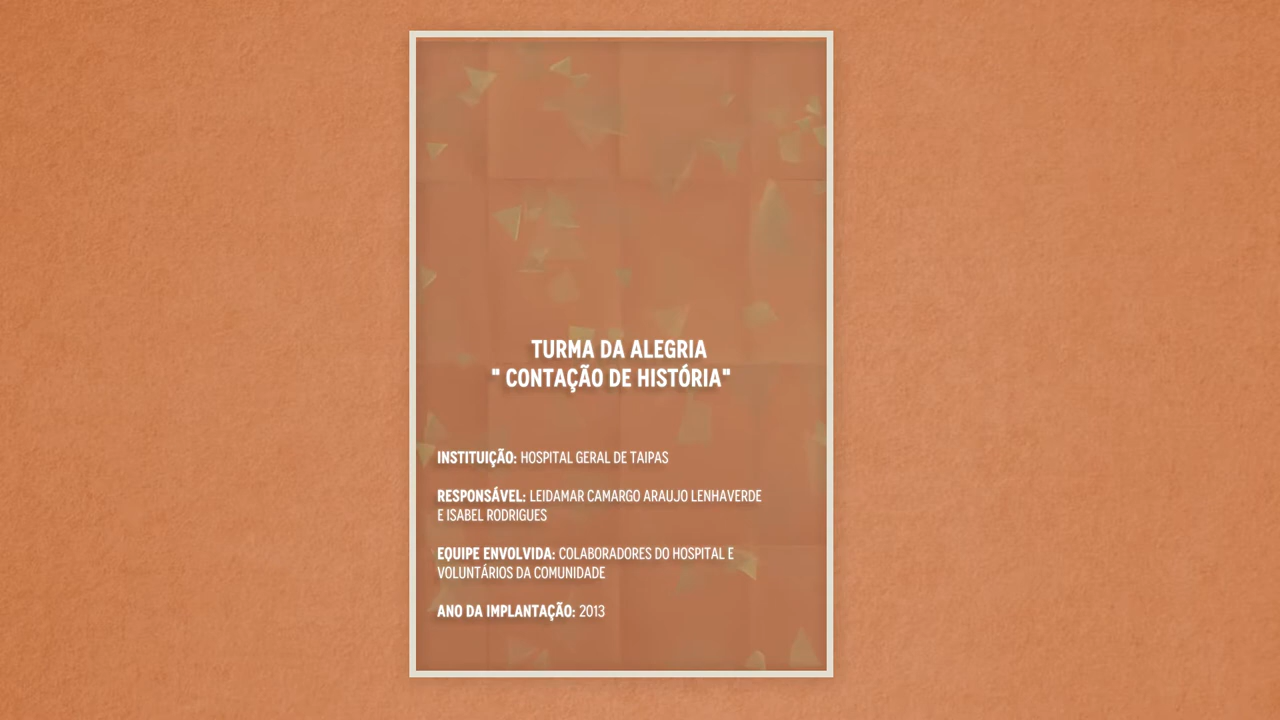 TURMA DA ALEGRIA
" CONTAÇÃO DE HISTÓRIA"
INSTITUIÇÃO: HOSPITAL GERAL DE TAIPAS
RESPONSÁVEL: LEIDAMAR CAMARGO ARAUJO LENHAVERDE
E ISABEL RODRIGUES
EQUIPE ENVOLVIDA: COLABORADORES DO HOSPITAL E
VOLUNTÁRIOS DA COMUNIDADE
ANO DA IMPLANTAÇÃO: 2013